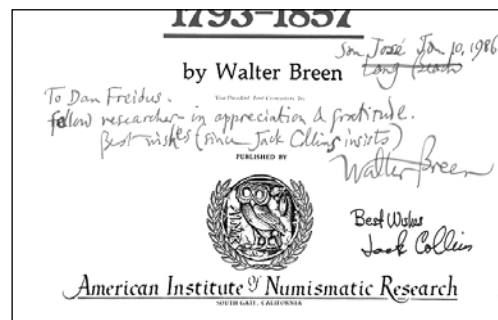 1793-1857
San José Jan 10, 1986
Long Beach
by Walter Breen
To Dan Freidus.
fellow researcher in appreciation & gratitude.
Best wishes (since Jack Collins insists)
Walter Breen
PUBLISHED BY
Best Wishes
Jack Collins
American Institute Of Numismatic Research
SOUTH GATE, CALIFORNIA